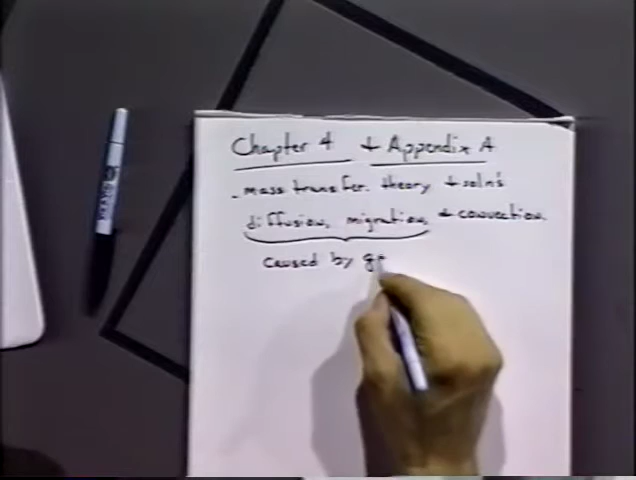 Chapter 4 + Appendix A
- mass transfer. theory + soln's
diffusion, migration, + convection.
caused by